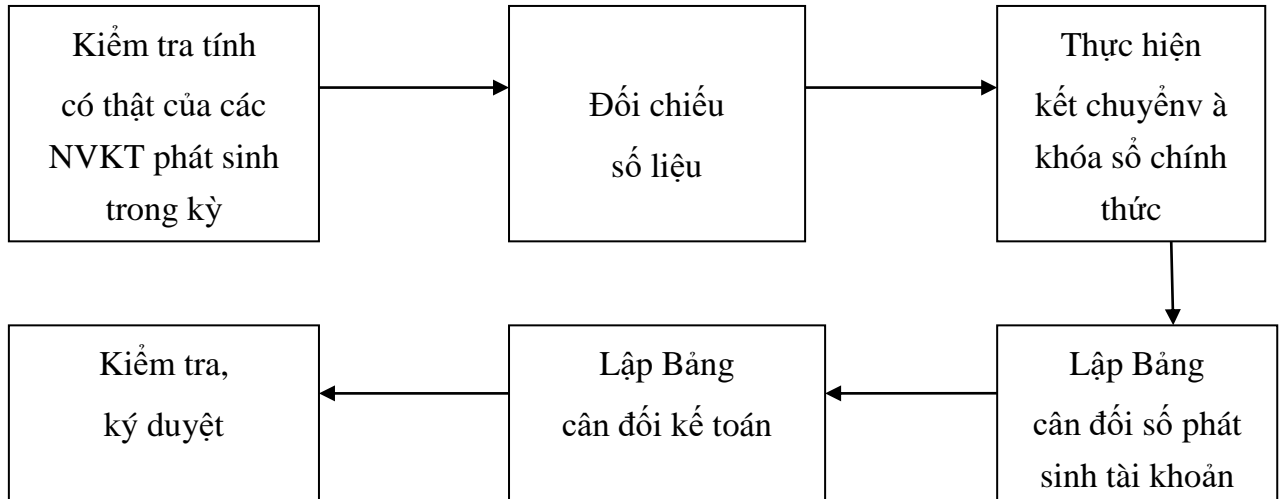 Kiểm tra tính
có thật của các
NVKT phát sinh
trong kỳ
Đối chiếu
số liệu
Thực hiện
kết chuyểnv à
khóa sổ chính
thức
Kiểm tra,
ký duyệt
Lập Bảng
cân đối kế toán
Lập Bảng
cân đối số phát
sinh tài khoản